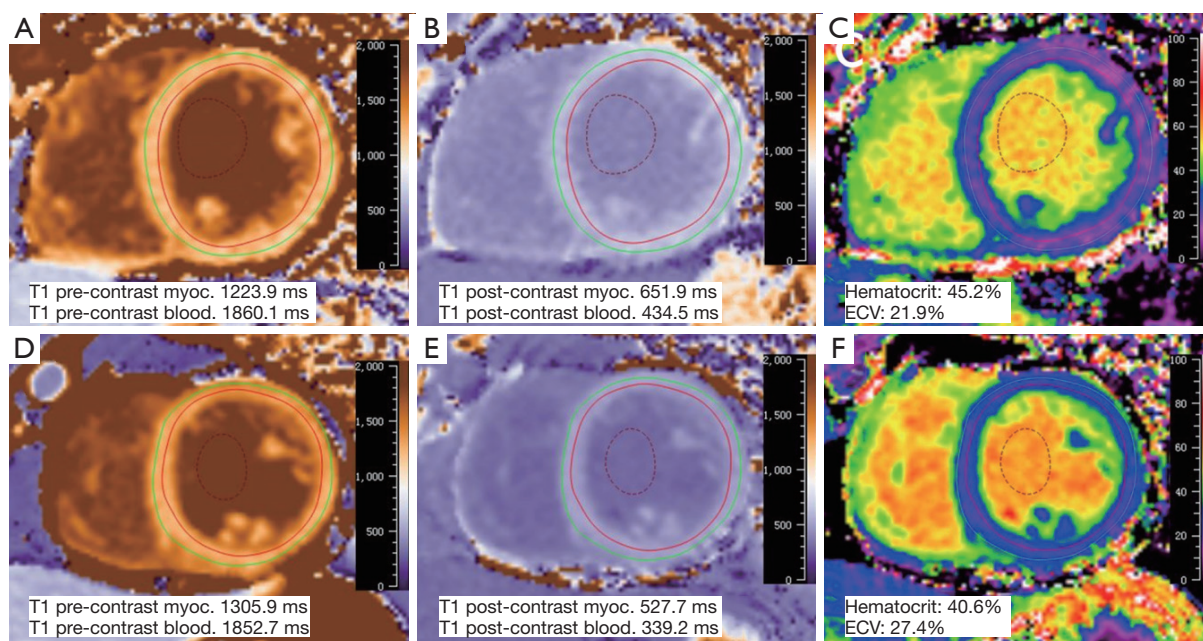 A
2,000
1,500
1,000
500
0
T1 pre-contrast myoc. 1223.9 ms
T1 pre-contrast blood. 1860.1 ms
B
2,000
1,500
1,000
500
0
T1 post-contrast myoc. 651.9 ms
T1 post-contrast blood. 434.5 ms
C
C
100
80
60
40
20
0
Hematocrit: 45.2%
ECV: 21.9%
D
2,000
1,500
1,000
500
0
T1 pre-contrast myoc. 1305.9 ms
T1 pre-contrast blood. 1852.7 ms
E
2,000
1,500
1,000
500
0
T1 post-contrast myoc. 527.7 ms
T1 post-contrast blood. 339.2 ms
F
100
80
60
40
20
0
Hematocrit: 40.6%
ECV: 27.4%